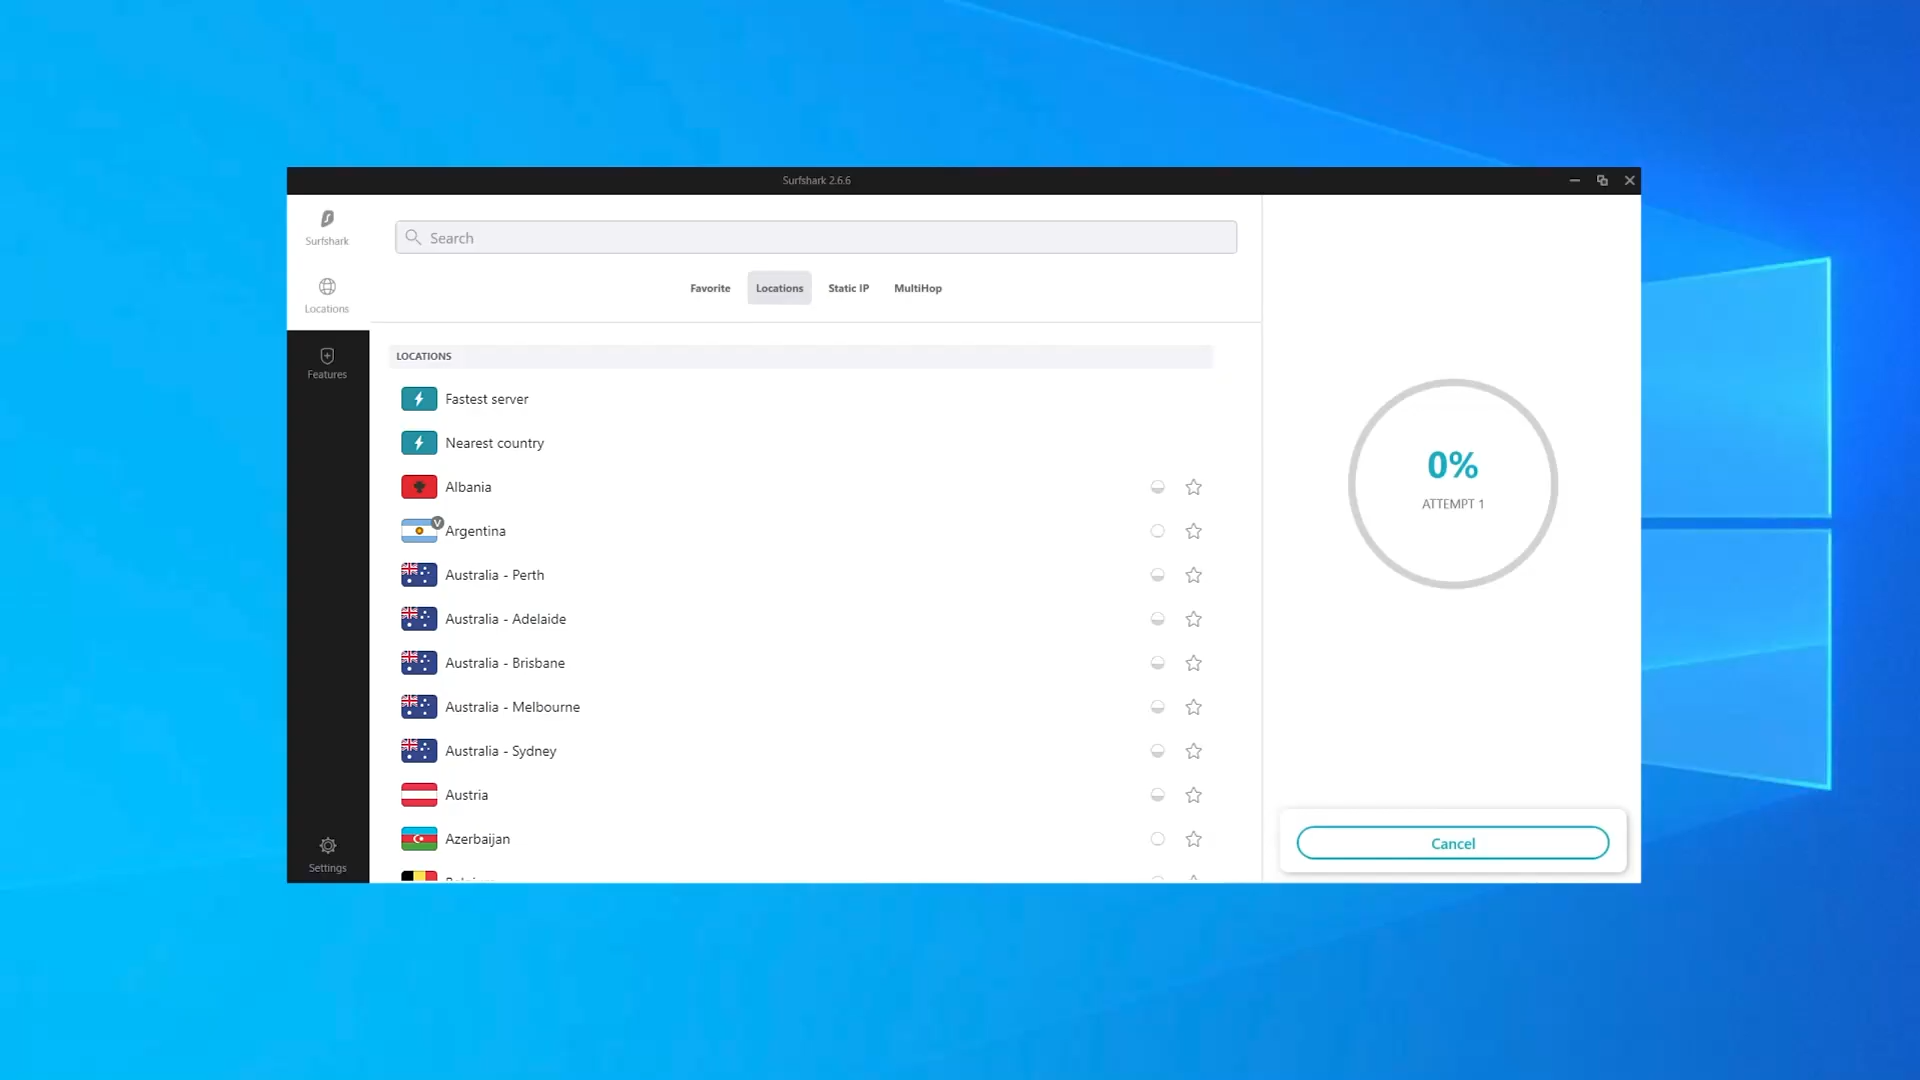 Surfshark 2.6.6
Surfshark
Locations
Features
Settings
Search
Favorite
Locations
Static IP
MultiHop
LOCATIONS
Fastest server
Nearest country
Albania
V
Argentina
Australia - Perth
Australia - Adelaide
Australia - Brisbane
Australia - Melbourne
Australia - Sydney
Austria
Azerbaijan
0%
ATTEMPT 1
Cancel